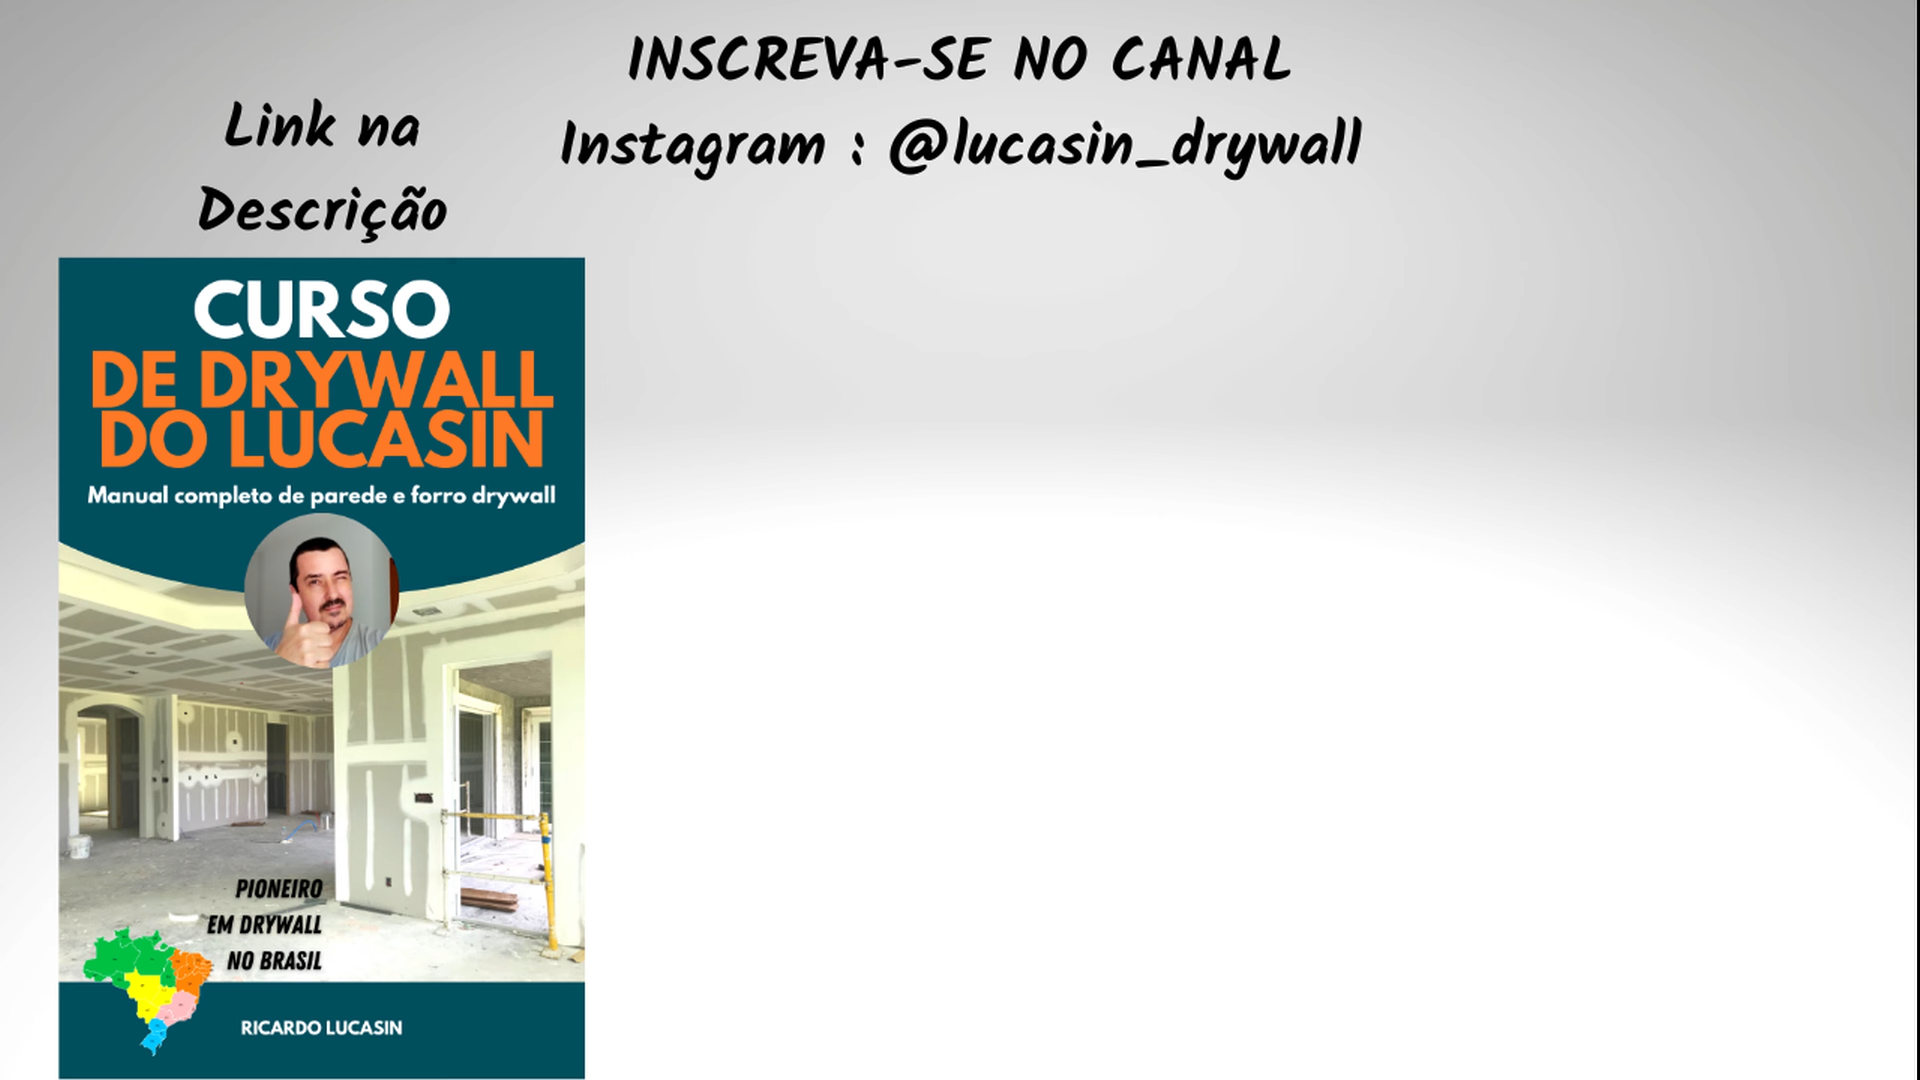 INSCREVA-SE NO CANAL
Instagram : @lucasin_drywall
Link na
Descrição
CURSO
DE DRYWALL
DO LUCASIN
Manual completo de parede e forro drywall
PIONEIRO
EM DRYWALL
NO BRASIL
RICARDO LUCASIN